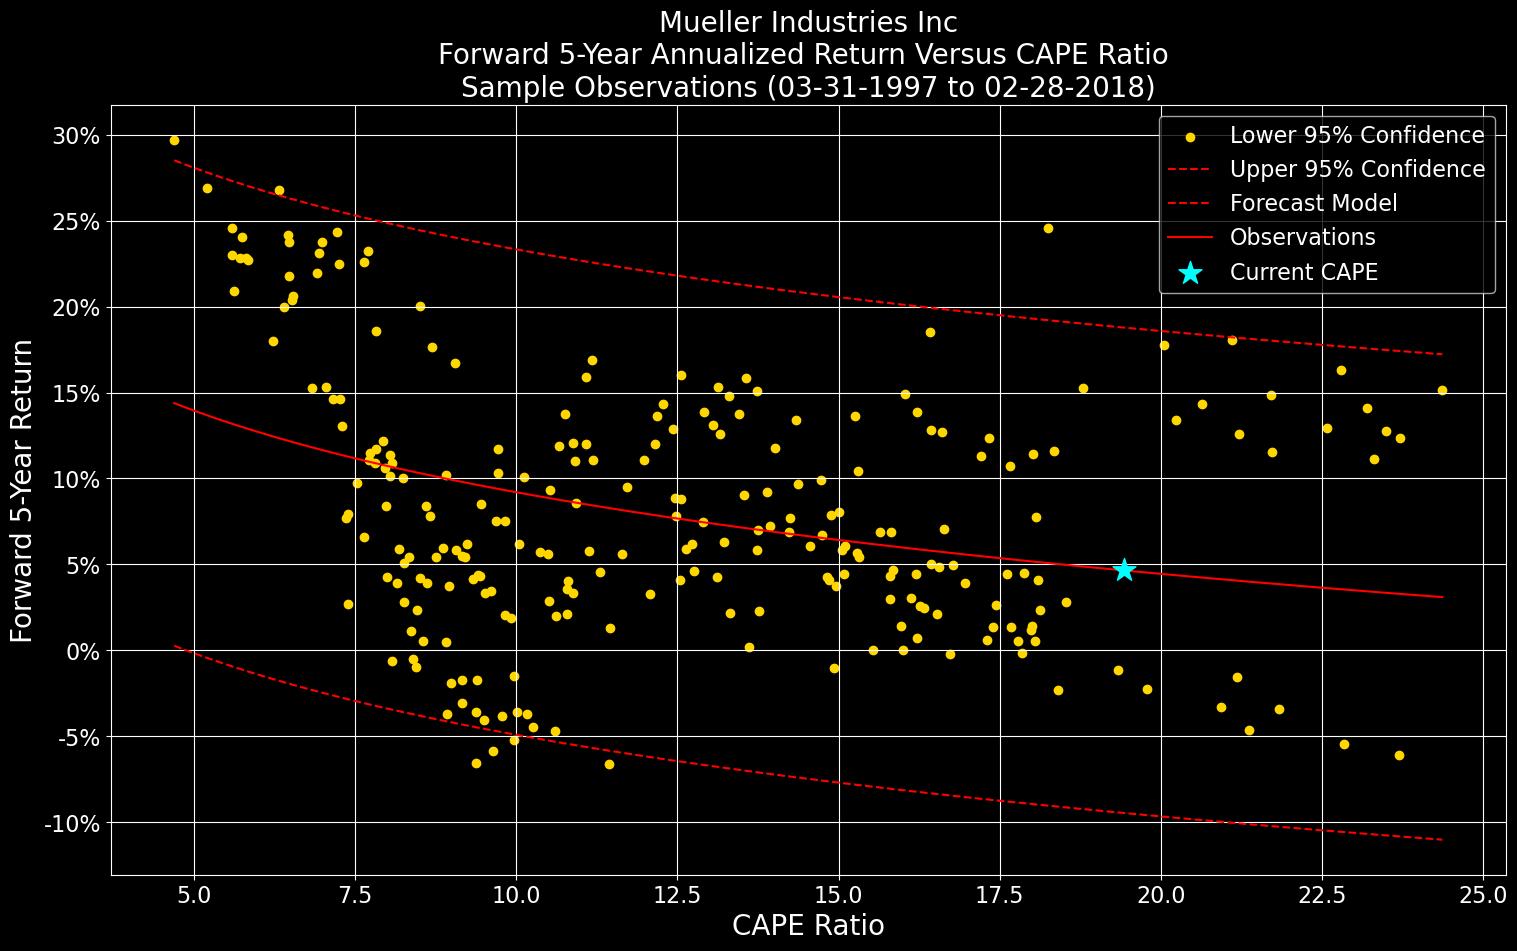 Mueller Industries Inc
Forward 5-Year Annualized Return Versus CAPE Ratio
Sample Observations (03-31-1997 to 02-28-2018)
Lower 95% Confidence
Upper 95% Confidence
Forecast Model
Observations
Current CAPE
Forward 5-Year Return
30%
25%
20%
15%
10%
5%
0%
-5%
-10%
5.0 7.5 10.0 12.5 15.0 17.5 20.0 22.5 25.0
CAPE Ratio